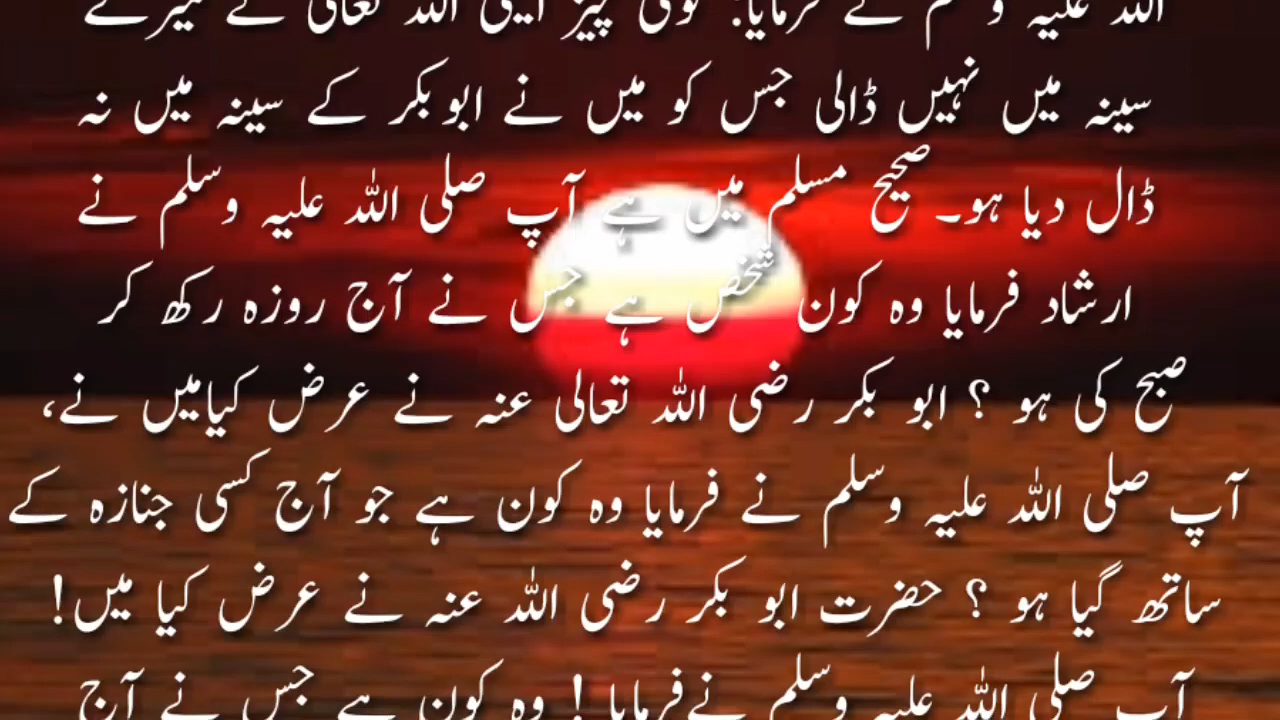 اللہ علیہ وسلم نے فرمایا: کوئی چیز ایسی اللہ تعالی نے میرے
سینہ میں نہیں ڈالی جس کو میں نے ابوبکر کے سینہ میں نہ
ڈال دیا ہو۔ صحیح مسلم میں ہے آپ صلی اللہ علیہ وسلم نے
ارشاد فرمایا وہ کون شخص ہے جس نے آج روزہ رکھ کر
صبح کی ہو ؟ ابو بکر رضی اللہ تعالی عنہ نے عرض کیامیں نے،
آپ صلی اللہ علیہ وسلم نے فرمایا وہ کون ہے جو آج کسی جنازہ کے
ساتھ گیا ہو ؟ حضرت ابو بکر رضی اللہ عنہ نے عرض کیا میں!
آپ صلی اللہ علیہ وسلم نےفرمایا ! وہ کون ہے جس نے آج